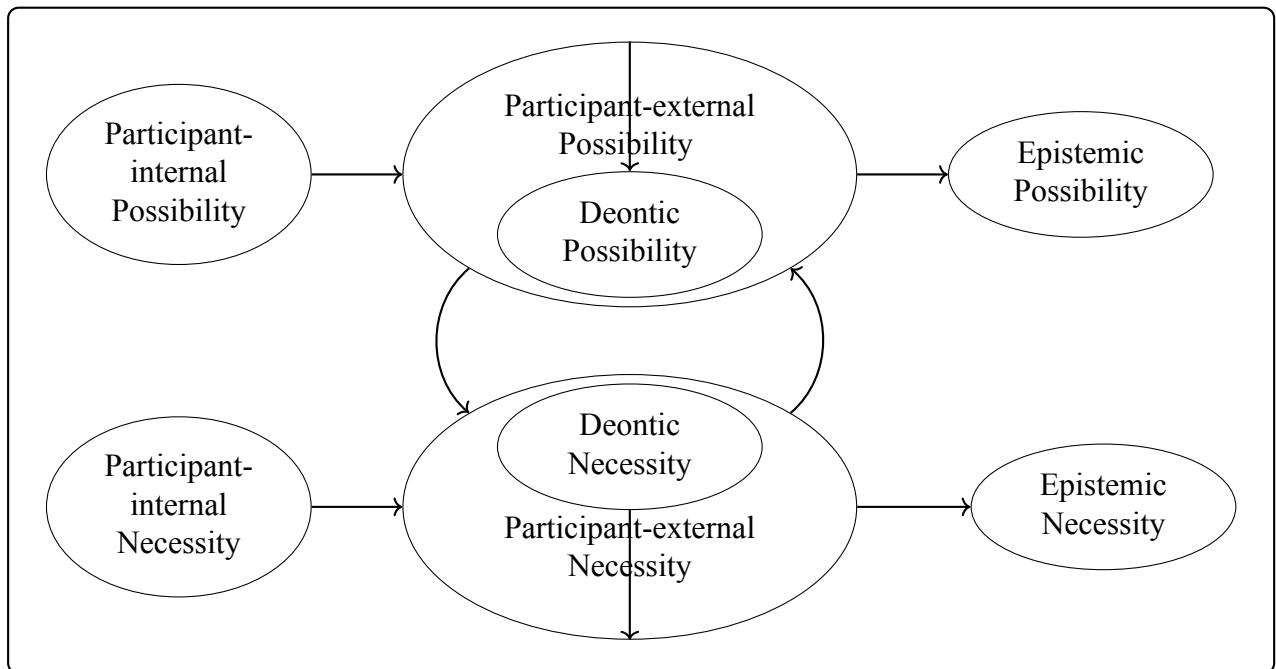 Participant-
internal
Possibility
Participant-external
Possibility
Deontic
Possibility
Epistemic
Possibility
Participant-
internal
Necessity
Deontic
Necessity
Participant-external
Necessity
Epistemic
Necessity